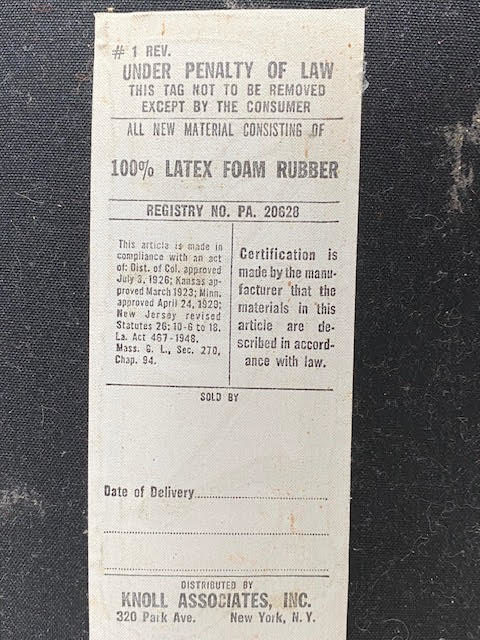 # 1 REV.
UNDER PENALTY OF LAW
THIS TAG NOT TO BE REMOVED
EXCEPT BY THE CONSUMER
ALL NEW MATERIAL CONSISTING OF
100% LATEX FOAM RUBBER
REGISTRY NO. PA. 20628
This article is made in
compliance with an act
of: Dist. of Col. approved
July 3, 1926; Kansas ap-
proved March 1923; Minn.
approved April 24, 1929;
New Jersey revised
Statutes 26:10-6 to 18.
La. Act 467-1948.
Mass. G. L., Sec. 270,
Chap. 94.
Certification is
made by the manu-
facturer that the
materials in this
article are de-
scribed in accord-
ance with law.
SOLD BY
Date of Delivery
DISTRIBUTED BY
KNOLL ASSOCIATES, INC.
320 Park Ave. New York, N.Y.